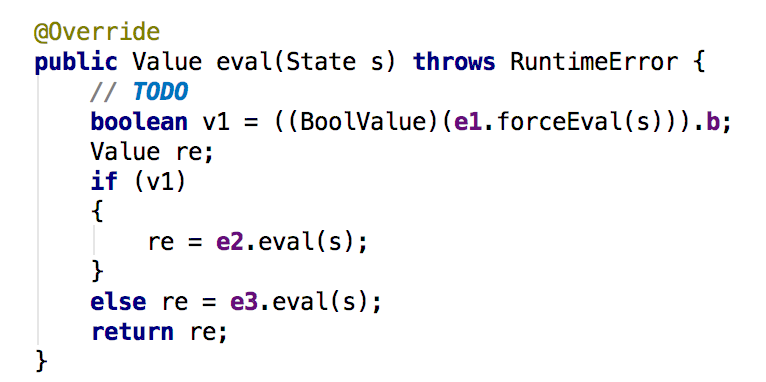 @Override
public Value eval(State s) throws RuntimeError {
    // TODO
    boolean v1 = ((BoolValue)(e1.forceEval(s))).b;
    Value re;
    if (v1)
    {
        re = e2.eval(s);
    }
    else re = e3.eval(s);
    return re;
}